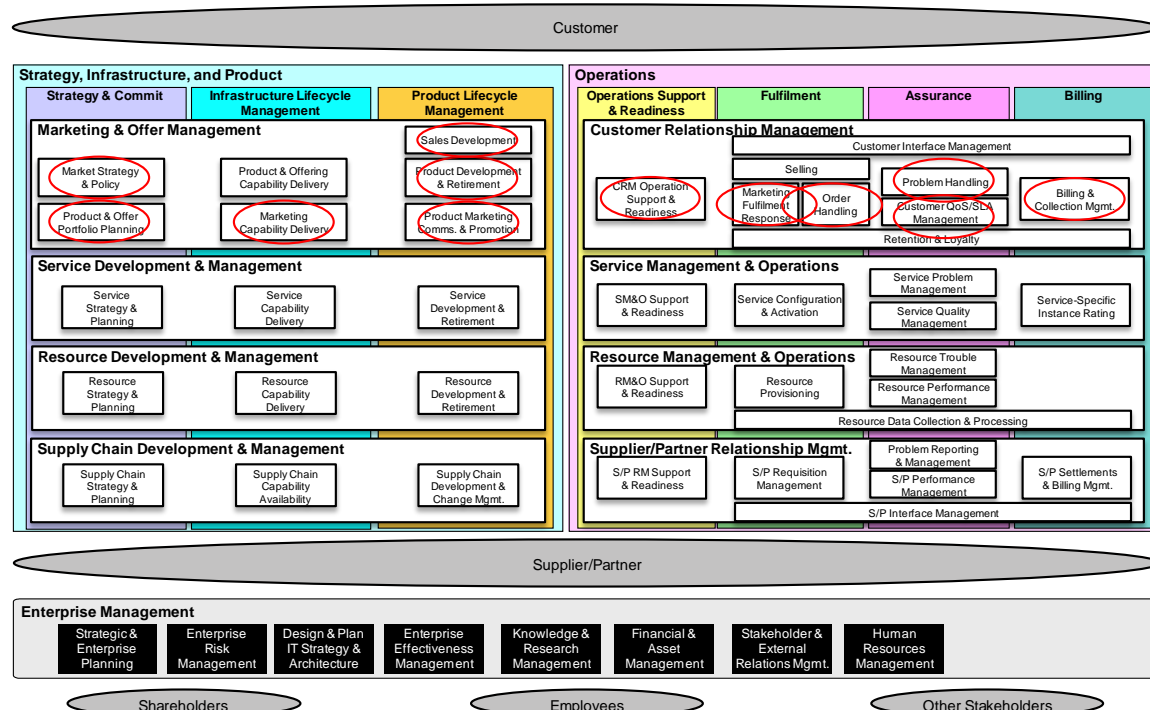 Customer
Strategy, Infrastructure, and Product
Strategy & Commit
Infrastructure Lifecycle
Management
Product Lifecycle
Management
Marketing & Offer Management
Sales Development
Market Strategy
& Policy
Product & Offering
Capability Delivery
Product Development
& Retirement
Product & Offer
Portfolio Planning
Marketing
Capability Delivery
Product Marketing
Comms. & Promotion
Service Development & Management
Service
Strategy &
Planning
Service
Capability
Delivery
Service
Development &
Retirement
Resource Development & Management
Resource
Strategy &
Planning
Resource
Capability
Delivery
Resource
Development &
Retirement
Supply Chain Development & Management
Supply Chain
Strategy &
Planning
Supply Chain
Capability
Availability
Supply Chain
Development &
Change Mgmt.
Operations
Operations Support
& Readiness
Fulfilment
Assurance
Billing
Customer Relationship Management
Customer Interface Management
Selling
CRM Operation
Support &
Readiness
Marketing
Fulfilment
Response
Order
Handling
Problem Handling
Customer QoS/SLA
Management
Billing &
Collection Mgmt.
Retention & Loyalty
Service Management & Operations
SM&O Support
& Readiness
Service Configuration
& Activation
Service Problem
Management
Service Quality
Management
Service-Specific
Instance Rating
Resource Management & Operations
RM&O Support
& Readiness
Resource
Provisioning
Resource Trouble
Management
Resource Performance
Management
Resource Data Collection & Processing
Supplier/Partner Relationship Mgmt.
S/P RM Support
& Readiness
S/P Requisition
Management
Problem Reporting
& Management
S/P Performance
Management
S/P Settlements
& Billing Mgmt.
S/P Interface Management
Supplier/Partner
Enterprise Management
Strategic &
Enterprise
Planning
Enterprise
Risk
Management
Design & Plan
IT Strategy &
Architecture
Enterprise
Effectiveness
Management
Knowledge &
Research
Management
Financial &
Asset
Management
Stakeholder &
External
Relations Mgmt.
Human
Resources
Management
Shareholders
Employees
Other Stakeholders